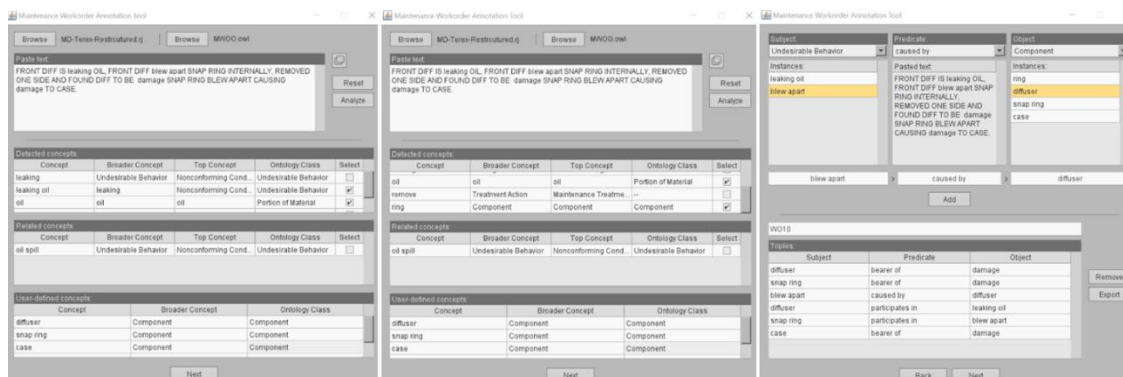 Maintenance Workorder Annotation Tool
Browse MD-Terex-Restrcutured.rj Browse MWOO.owl
Paste text:
FRONT DIFF IS leaking OIL, FRONT DIFF blew apart SNAP RING INTERNALLY, REMOVED
ONE SIDE AND FOUND DIFF TO BE damage SNAP RING BLEW APART CAUSING
damage TO CASE.
Reset
Analyze
Detected concepts:
Concept Broader Concept Top Concept Ontology Class Select
leaking Undesirable Behavior Nonconforming Cond... Undesirable Behavior
leaking oil leaking Nonconforming Cond... Undesirable Behavior
oil oil oil Portion of Material
Related concepts:
Concept Broader Concept Top Concept Ontology Class Select
oil spill Undesirable Behavior Nonconforming Cond... Undesirable Behavior
User-defined concepts:
Concept Broader Concept Ontology Class
diffuser Component Component
snap ring Component Component
case Component Component
Next
Maintenance Workorder Annotation Tool
Browse MD-Terex-Restrcutured.rj Browse MWOO.owl
Paste text:
FRONT DIFF IS leaking OIL, FRONT DIFF blew apart SNAP RING INTERNALLY, REMOVED
ONE SIDE AND FOUND DIFF TO BE damage SNAP RING BLEW APART CAUSING
damage TO CASE.
Reset
Analyze
Detected concepts:
Concept Broader Concept Top Concept Ontology Class Select
oil oil oil Portion of Material
remove Treatment Action Maintenance Treatme... --
ring Component Component Component
Related concepts:
Concept Broader Concept Top Concept Ontology Class Select
oil spill Undesirable Behavior Nonconforming Cond... Undesirable Behavior
User-defined concepts:
Concept Broader Concept Ontology Class
diffuser Component Component
snap ring Component Component
case Component Component
Next
Maintenance Workorder Annotation Tool
Subject: Predicate: Object:
Undesirable Behavior caused by Component
Instances: Pasted text: Instances:
leaking oil
blew apart
FRONT DIFF IS leaking OIL,
FRONT DIFF blew apart
SNAP RING INTERNALLY,
REMOVED ONE SIDE AND
FOUND DIFF TO BE damage
SNAP RING BLEW APART
CAUSING damage TO CASE.
ring
diffuser
snap ring
case
blew apart > caused by > diffuser
Add
WO10
Triples:
Subject Predicate Object
diffuser bearer of damage
snap ring bearer of damage
blew apart caused by diffuser
diffuser participates in leaking oil
snap ring participates in blew apart
case bearer of damage
Remove
Export
Back Next